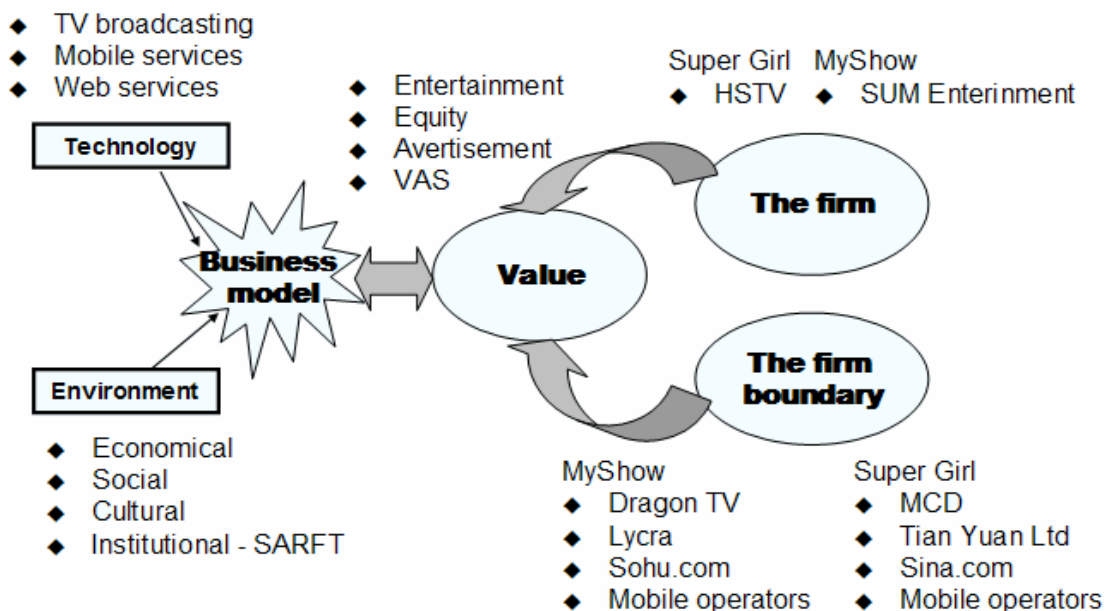 ◆ TV broadcasting
◆ Mobile services
◆ Web services
Technology
◆ Entertainment
◆ Equity
◆ Avertisement
◆ VAS
Super Girl MyShow
◆ HSTV ◆ SUM Enterinment
The firm
Business
model
Value
The firm
boundary
Environment
◆ Economical
◆ Social
◆ Cultural
◆ Institutional - SARFT
MyShow
◆ Dragon TV
◆ Lycra
◆ Sohu.com
◆ Mobile operators
Super Girl
◆ MCD
◆ Tian Yuan Ltd
◆ Sina.com
◆ Mobile operators